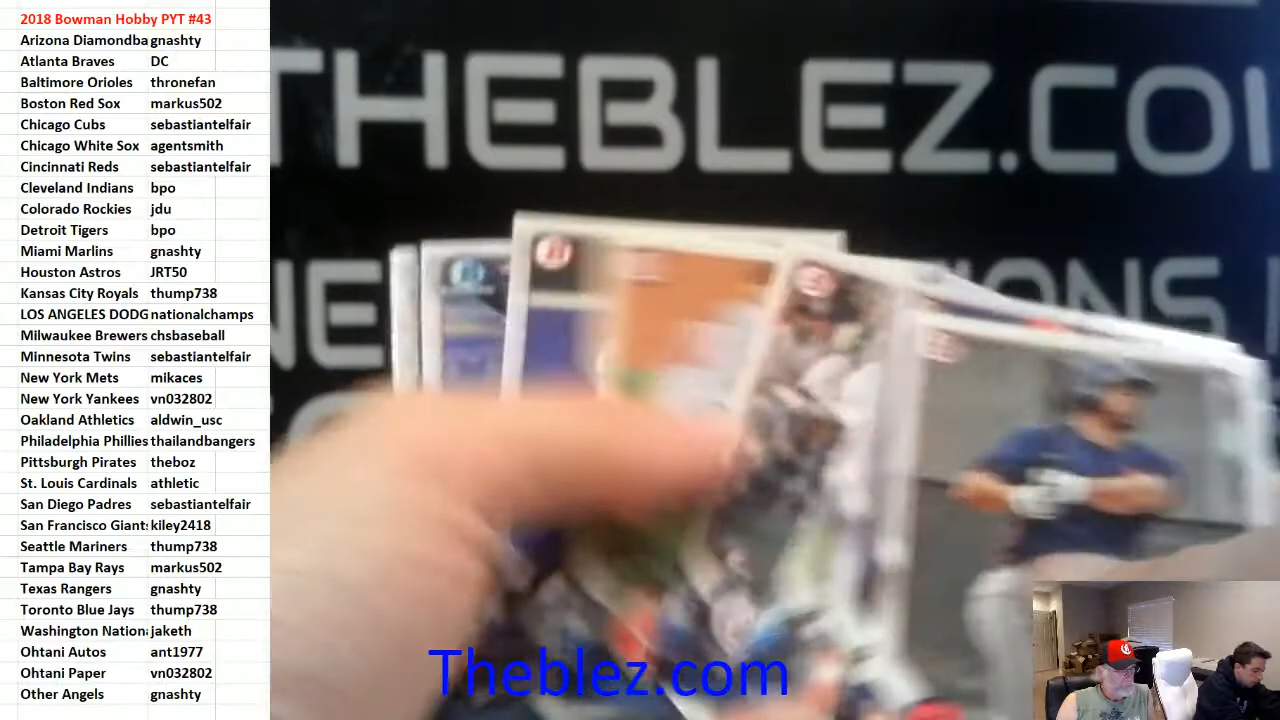 2018 Bowman Hobby PYT #43
Arizona Diamondba gnashty
Atlanta Braves DC
Baltimore Orioles thronefan
Boston Red Sox markus502
Chicago Cubs sebastiantelfair
Chicago White Sox agentsmith
Cincinnati Reds sebastiantelfair
Cleveland Indians bpo
Colorado Rockies jdu
Detroit Tigers bpo
Miami Marlins gnashty
Houston Astros JRT50
Kansas City Royals thump738
LOS ANGELES DODG nationalchamps
Milwaukee Brewers chsbaseball
Minnesota Twins sebastiantelfair
New York Mets mikaces
New York Yankees vn032802
Oakland Athletics aldwin_usc
Philadelphia Phillies thailandbangers
Pittsburgh Pirates theboz
St. Louis Cardinals athletic
San Diego Padres sebastiantelfair
San Francisco Giants kiley2418
Seattle Mariners thump738
Tampa Bay Rays markus502
Texas Rangers gnashty
Toronto Blue Jays thump738
Washington Nation jaketh
Ohtani Autos ant1977
Ohtani Paper vn032802
Other Angels gnashty
THEBLEZ.CO
Theblez.com